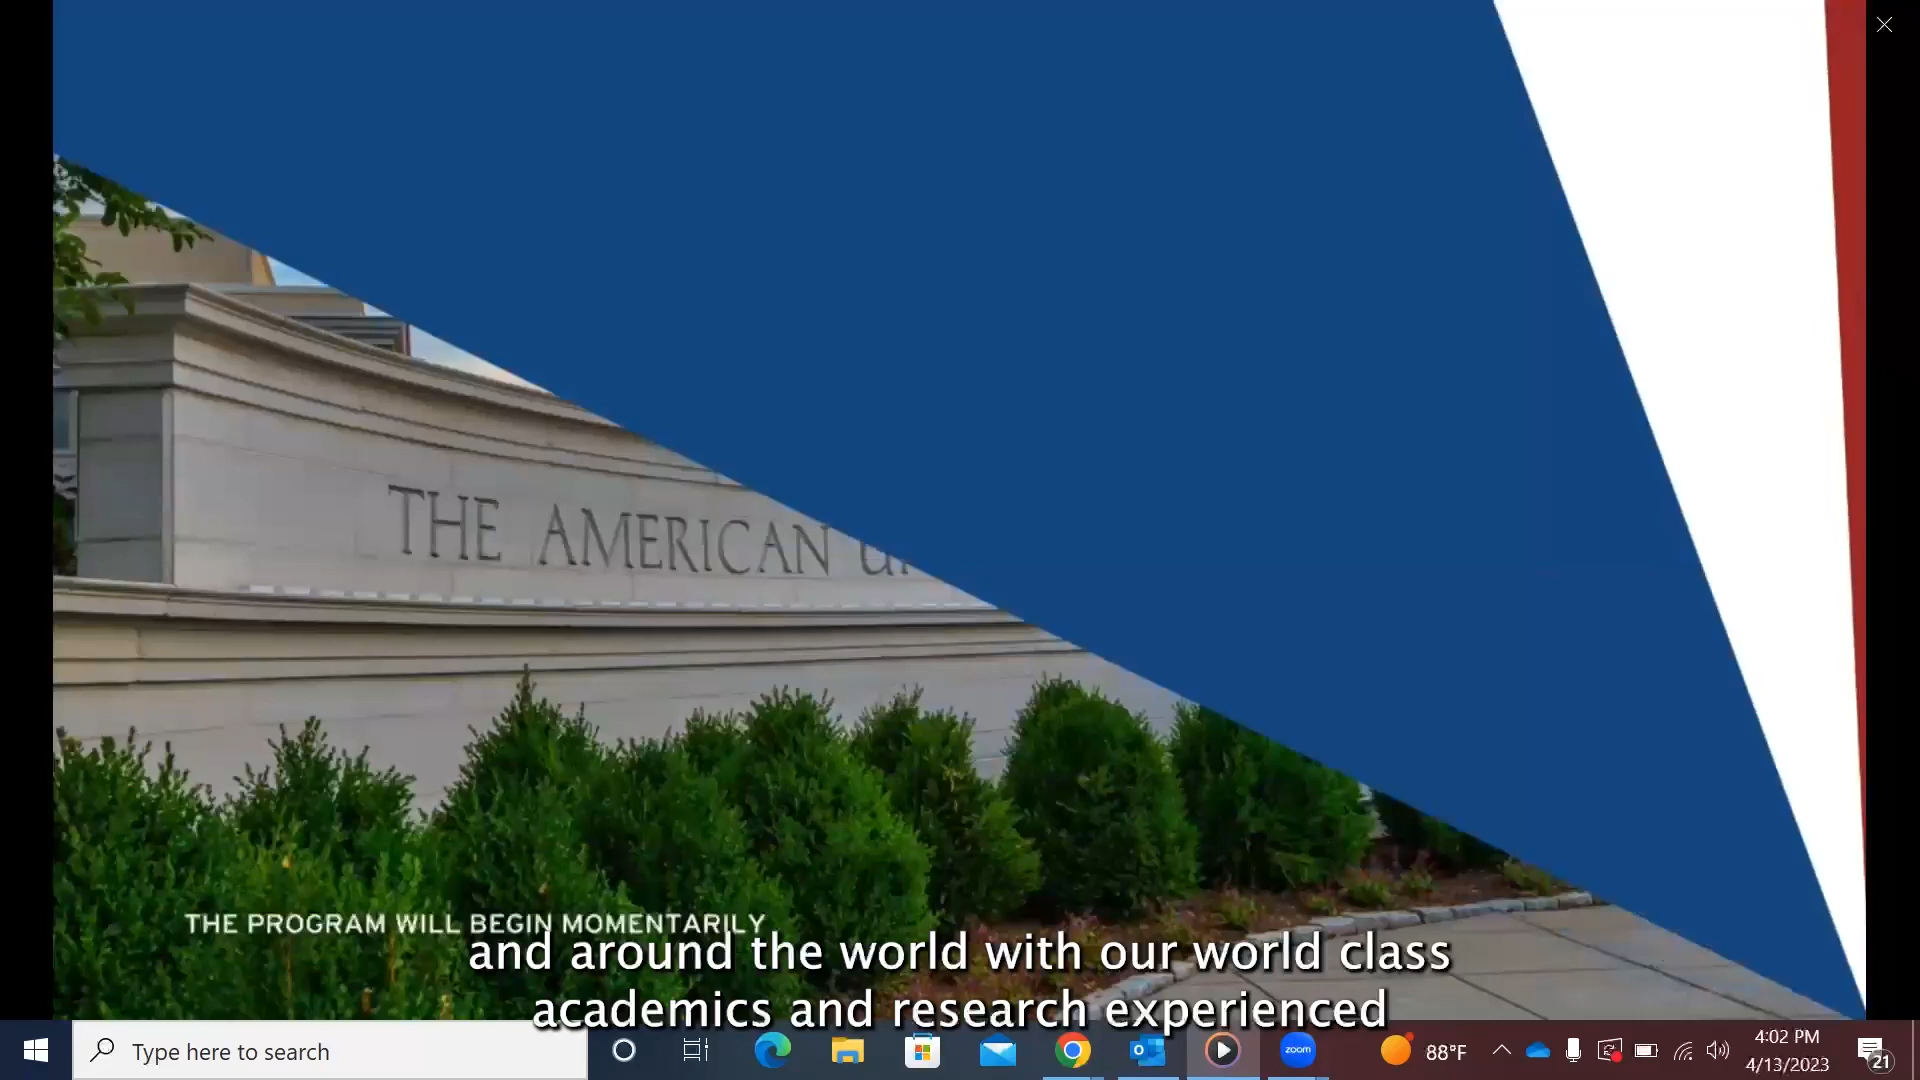 THE AMERICAN
THE PROGRAM WILL BEGIN MOMENTARILY
and around the world with our world class
academics and research experienced
Type here to search
zoom
88°F
4:02 PM
4/13/2023
21